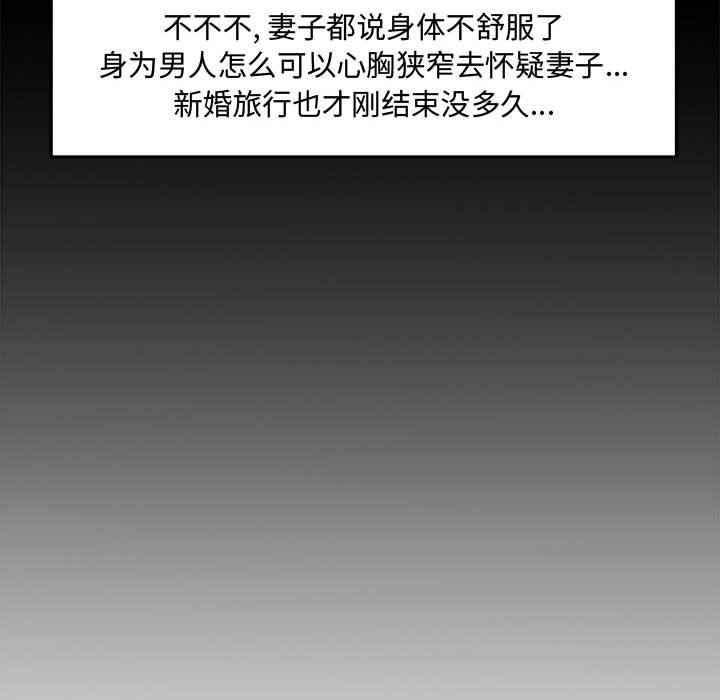 不不不, 妻子都说身体不舒服了
身为男人怎么可以心胸狭窄去怀疑妻子...
新婚旅行也才刚结束没多久...